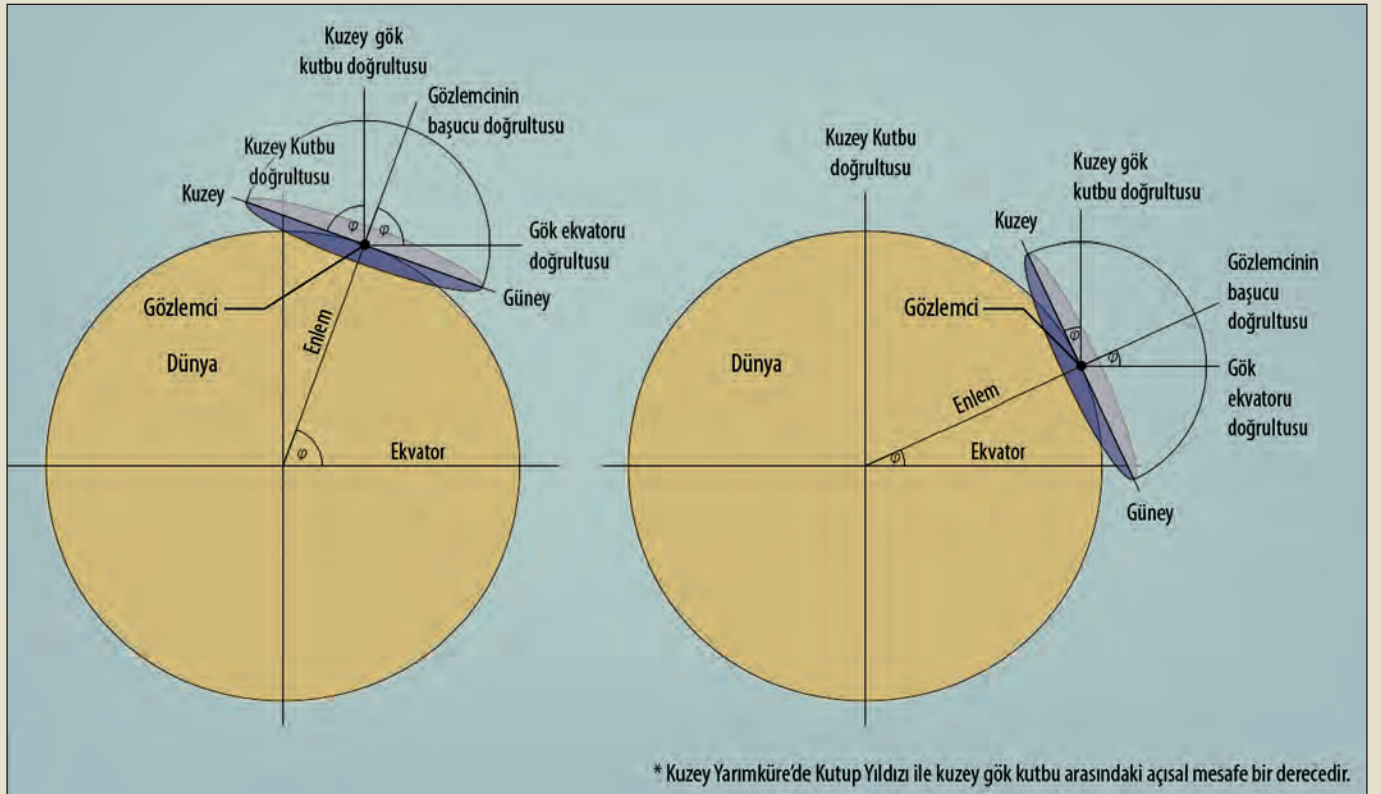 Kuzey gök
kutbu doğrultusu
Gözlemcinin
başucu doğrultusu
Kuzey Kutbu
doğrultusu
Kuzey
φ
φ
Gök ekvatoru
doğrultusu
Güney
Gözlemci
Enlem
Dünya
φ
Ekvator
Kuzey Kutbu
doğrultusu
Kuzey gök
kutbu doğrultusu
Kuzey
Gözlemcinin
başucu
doğrultusu
Gözlemci
φ
φ
Gök
ekvatoru
doğrultusu
Dünya
Enlem
φ
Ekvator
Güney
* Kuzey Yarımküre’de Kutup Yıldızı ile kuzey gök kutbu arasındaki açısal mesafe bir derecedir.